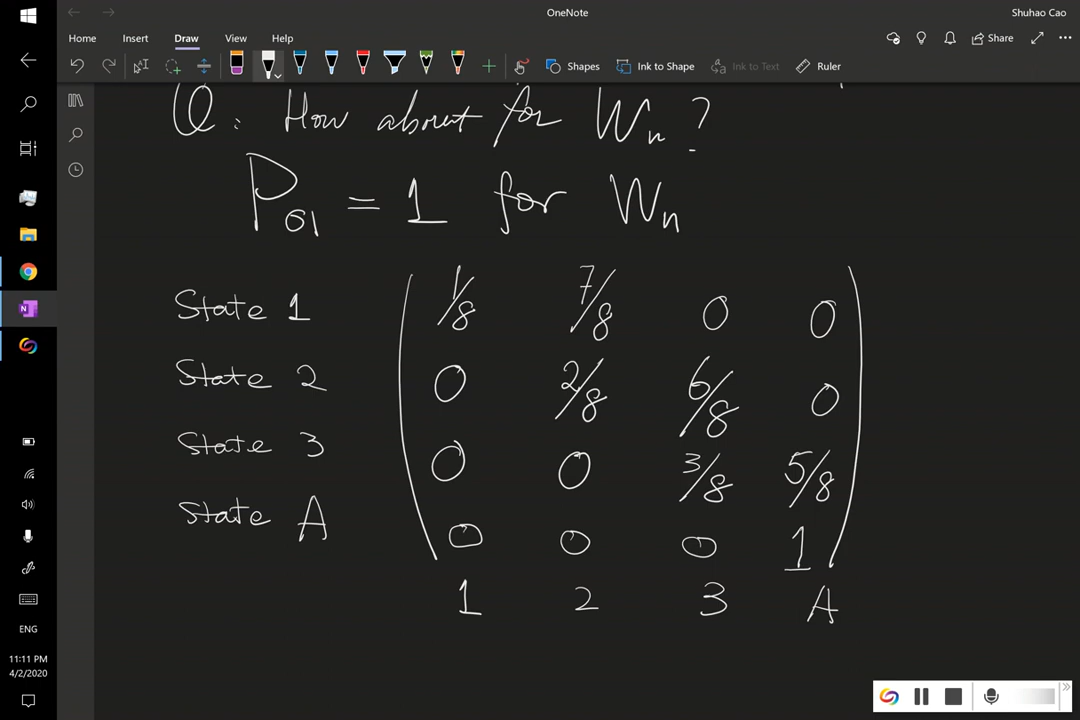 OneNote
Shuhao Cao
Home Insert Draw View Help
Share
Shapes Ink to Shape Ink to Text Ruler
Q: How about for Wn?
P01 = 1 for Wn
State 1 1/8 7/8 0 0
State 2 0 2/8 6/8 0
State 3 0 0 3/8 5/8
State A 0 0 0 1
1 2 3 A
ENG
11:11 PM
4/2/2020